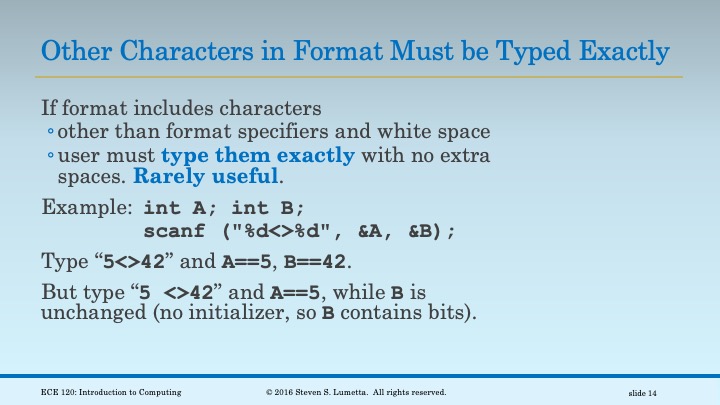 Other Characters in Format Must be Typed Exactly
If format includes characters
◦other than format specifiers and white space
◦user must type them exactly with no extra
spaces. Rarely useful.
Example: int A; int B;
scanf ("%d<>%d", &A, &B);
Type “5<>42” and A==5, B==42.
But type “5 <>42” and A==5, while B is
unchanged (no initializer, so B contains bits).
ECE 120: Introduction to Computing © 2016 Steven S. Lumetta. All rights reserved. slide 14